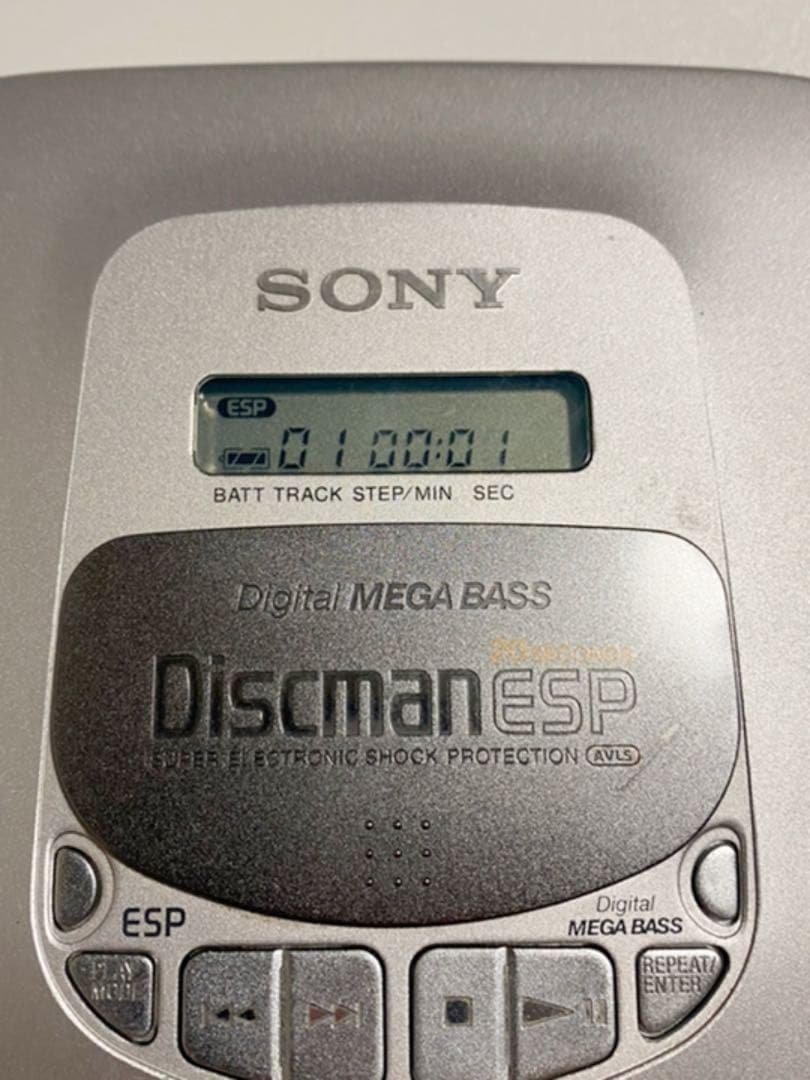 SONY
ESP
01 00:01
BATT TRACK STEP/MIN SEC
Digital MEGA BASS
20 SECONDS
Discman ESP
SUPER ELECTRONIC SHOCK PROTECTION AVLS
ESP
Digital
MEGA BASS
PLAY
MODE
REPEAT/
ENTER